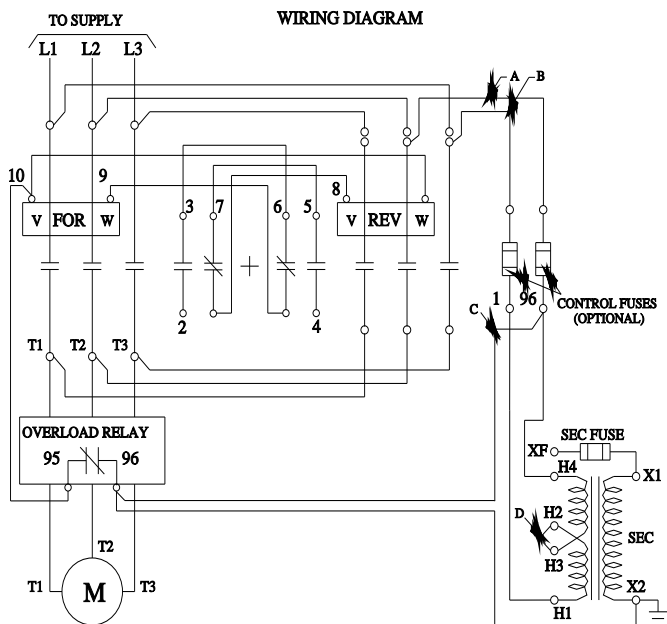 WIRING DIAGRAM
TO SUPPLY
L1 L2 L3
A B
10 9 8
V FOR W
3 7 6 5
V REV W
2 4
1 96
C
CONTROL FUSES
(OPTIONAL)
T1 T2 T3
OVERLOAD RELAY
95 96
SEC FUSE
XF
H4 X1
D H2
SEC
H3
T2
T1 M T3
X2
H1